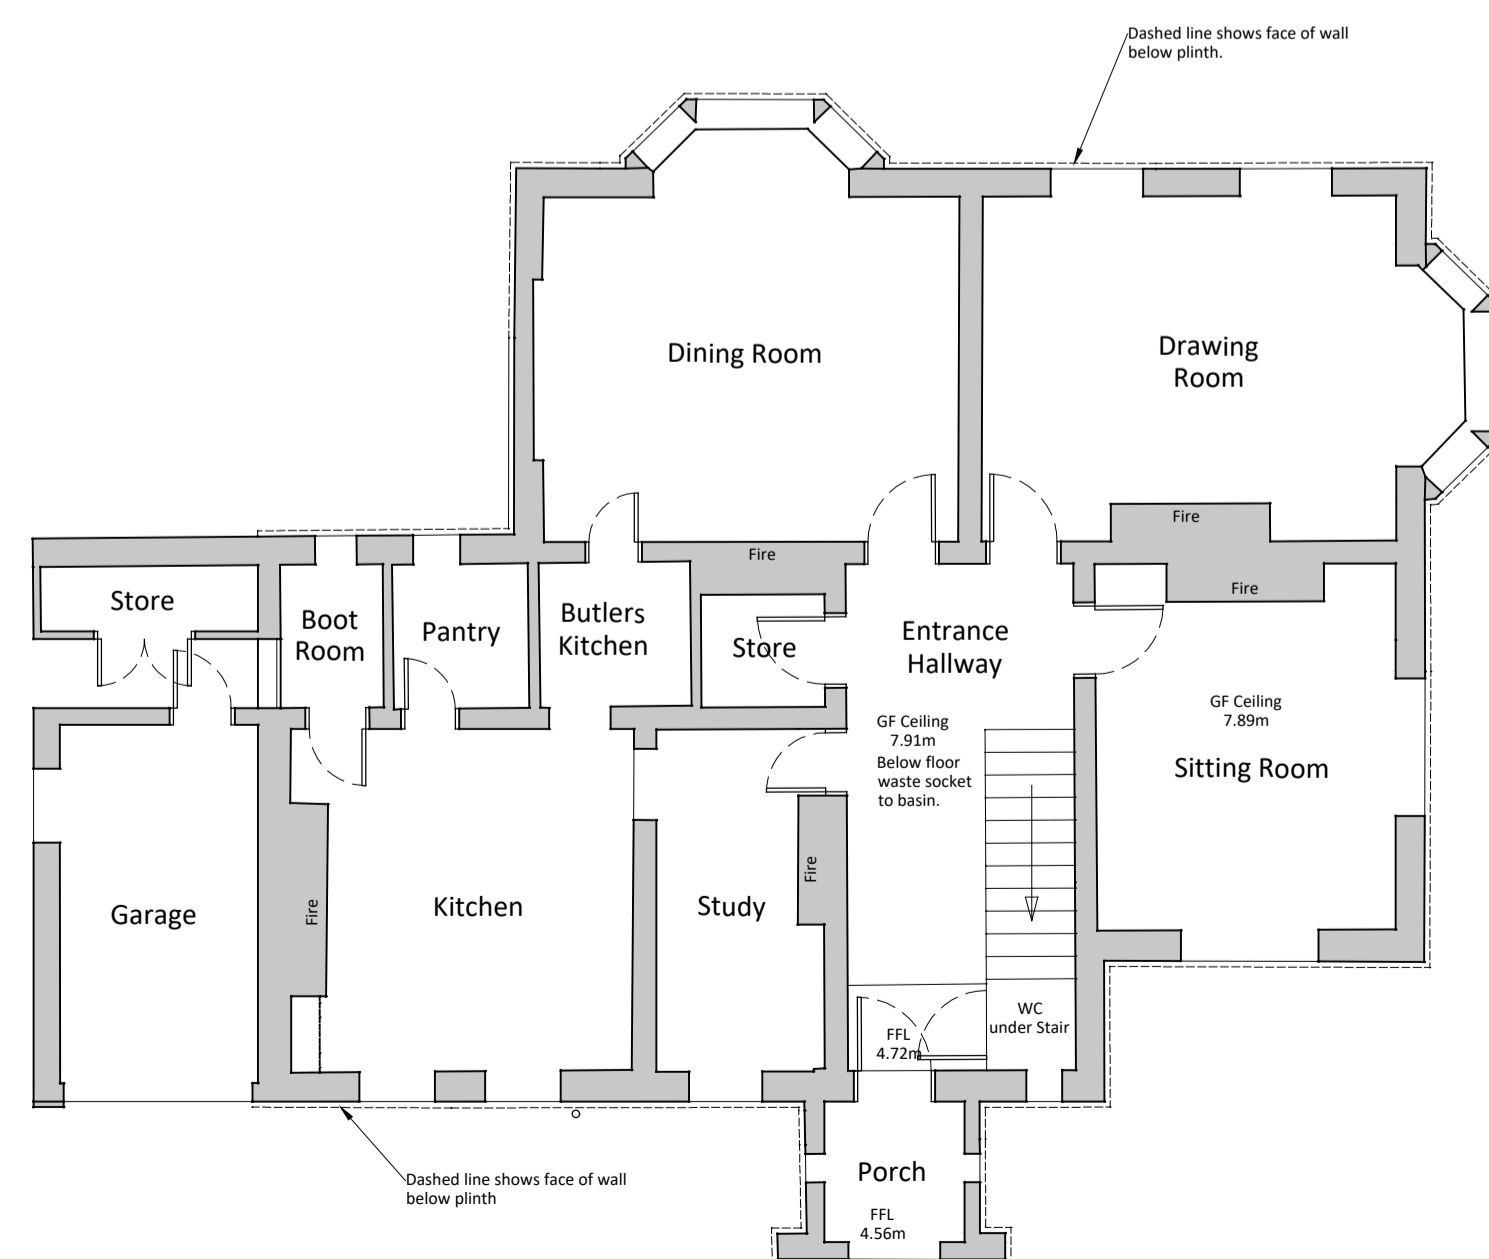 Dashed line shows face of wall
below plinth.
Dining Room
Drawing
Room
Fire
Fire
Fire
Store
Boot
Room
Pantry
Butlers
Kitchen
Store
Entrance
Hallway
GF Ceiling
7.91m
Below floor
waste socket
to basin.
GF Ceiling
7.89m
Sitting Room
Garage
Fire
Kitchen
Study
Fire
WC
under Stair
FFL
4.72m
Dashed line shows face of wall
below plinth
Porch
FFL
4.56m